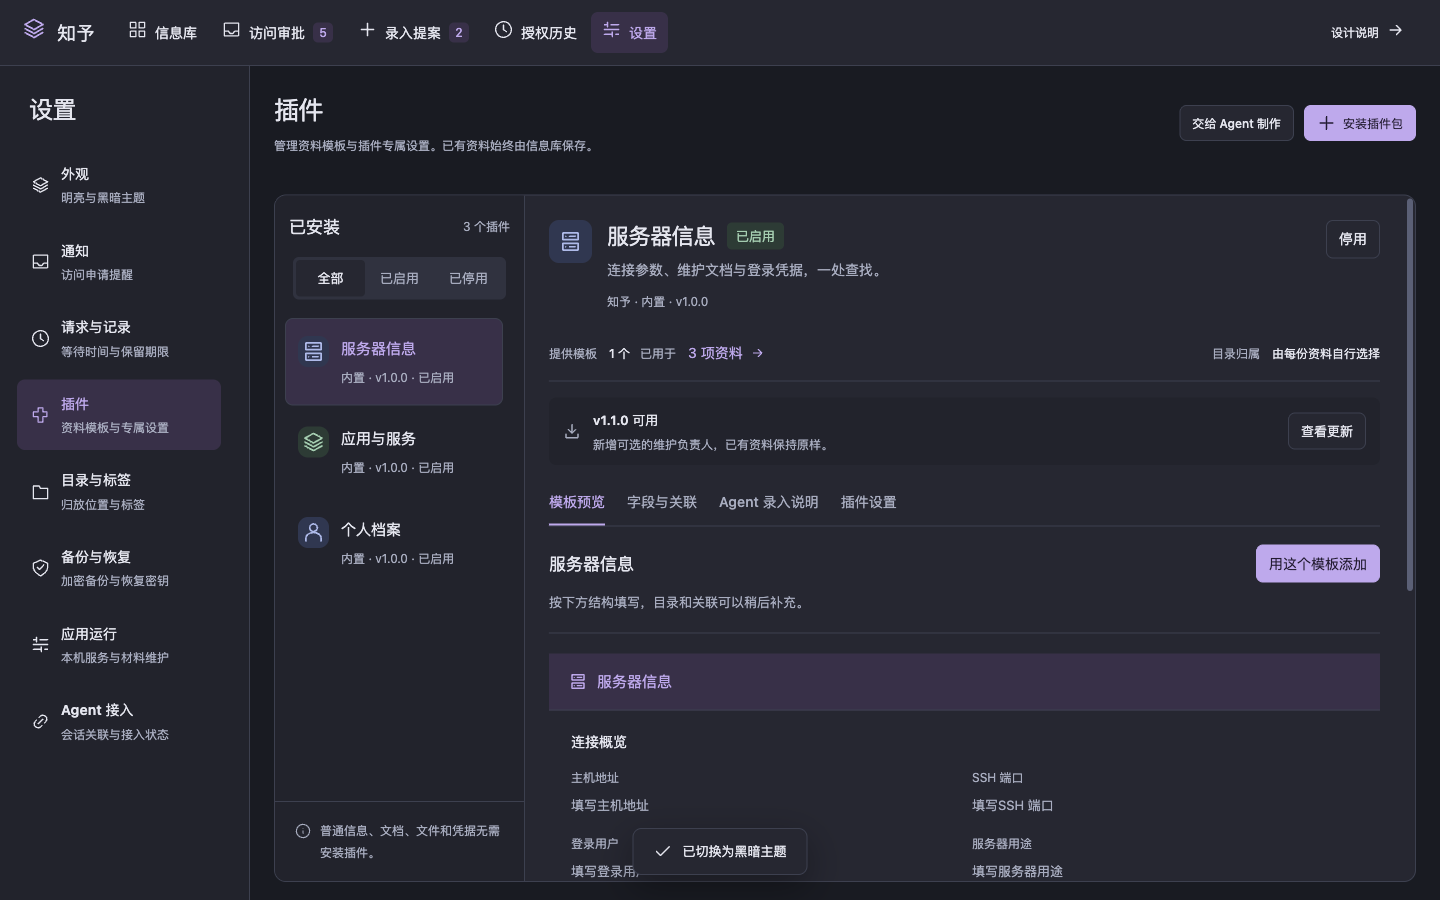 知予
信息库
访问审批 5
录入提案 2
授权历史
设置
设计说明
设置
外观
明亮与黑暗主题
通知
访问申请提醒
请求与记录
等待时间与保留期限
插件
资料模板与专属设置
目录与标签
归放位置与标签
备份与恢复
加密备份与恢复密钥
应用运行
本机服务与材料维护
Agent 接入
会话关联与接入状态
插件
管理资料模板与插件专属设置。已有资料始终由信息库保存。
交给 Agent 制作
安装插件包
已安装
3 个插件
全部
已启用
已停用
服务器信息
内置 · v1.0.0 · 已启用
应用与服务
内置 · v1.0.0 · 已启用
个人档案
内置 · v1.0.0 · 已启用
普通信息、文档、文件和凭据无需
安装插件。
服务器信息
已启用
停用
连接参数、维护文档与登录凭据，一处查找。
知予 · 内置 · v1.0.0
提供模板 1 个 已用于 3 项资料
目录归属 由每份资料自行选择
v1.1.0 可用
新增可选的维护负责人，已有资料保持原样。
查看更新
模板预览
字段与关联
Agent 录入说明
插件设置
服务器信息
用这个模板添加
按下方结构填写，目录和关联可以稍后补充。
服务器信息
连接概览
主机地址
SSH 端口
填写主机地址
填写SSH 端口
登录用户
服务器用途
填写登录用
填写服务器用途
已切换为黑暗主题